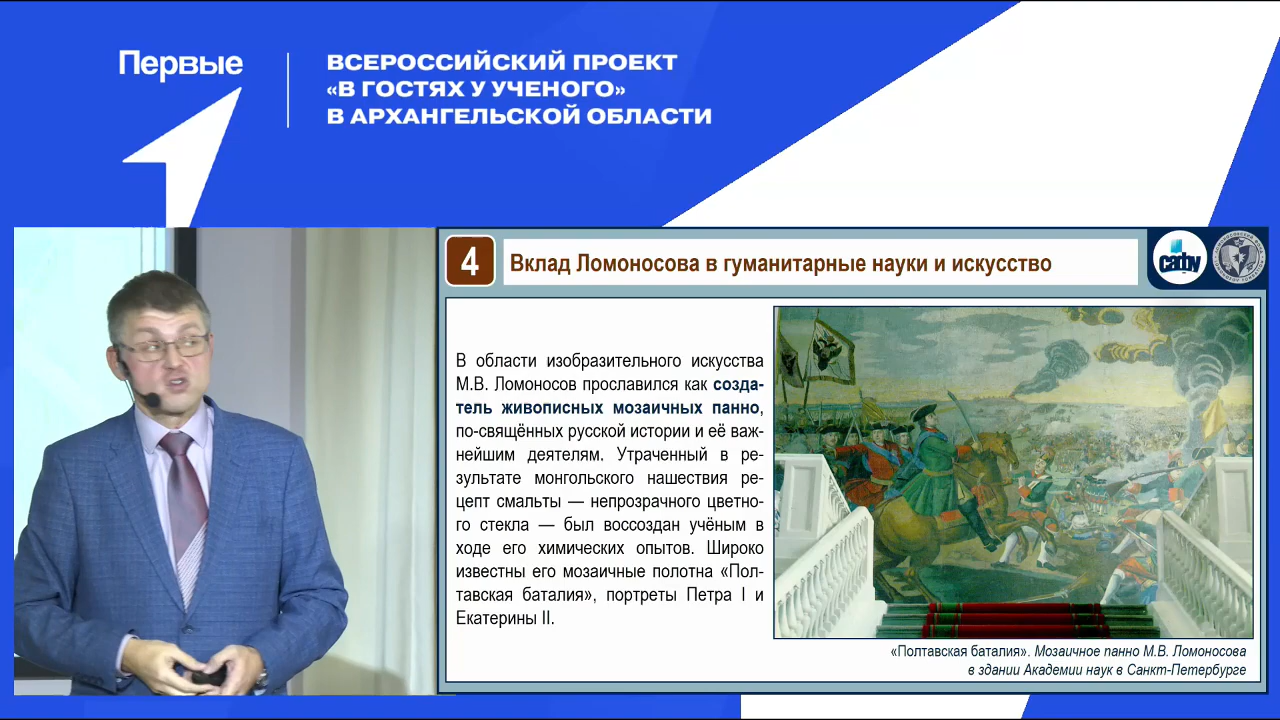 Первые
ВСЕРОССИЙСКИЙ ПРОЕКТ
«В ГОСТЯХ У УЧЕНОГО»
В АРХАНГЕЛЬСКОЙ ОБЛАСТИ
4
Вклад Ломоносова в гуманитарные науки и искусство
сафу
В области изобразительного искусства
М.В. Ломоносов прославился как созда-
тель живописных мозаичных панно,
по-свящённых русской истории и её важ-
нейшим деятелям. Утраченный в ре-
зультате монгольского нашествия ре-
цепт смальты — непрозрачного цветно-
го стекла — был воссоздан учёным в
ходе его химических опытов. Широко
известны его мозаичные полотна «Пол-
тавская баталия», портреты Петра I и
Екатерины II.
«Полтавская баталия». Мозаичное панно М.В. Ломоносова
в здании Академии наук в Санкт-Петербурге